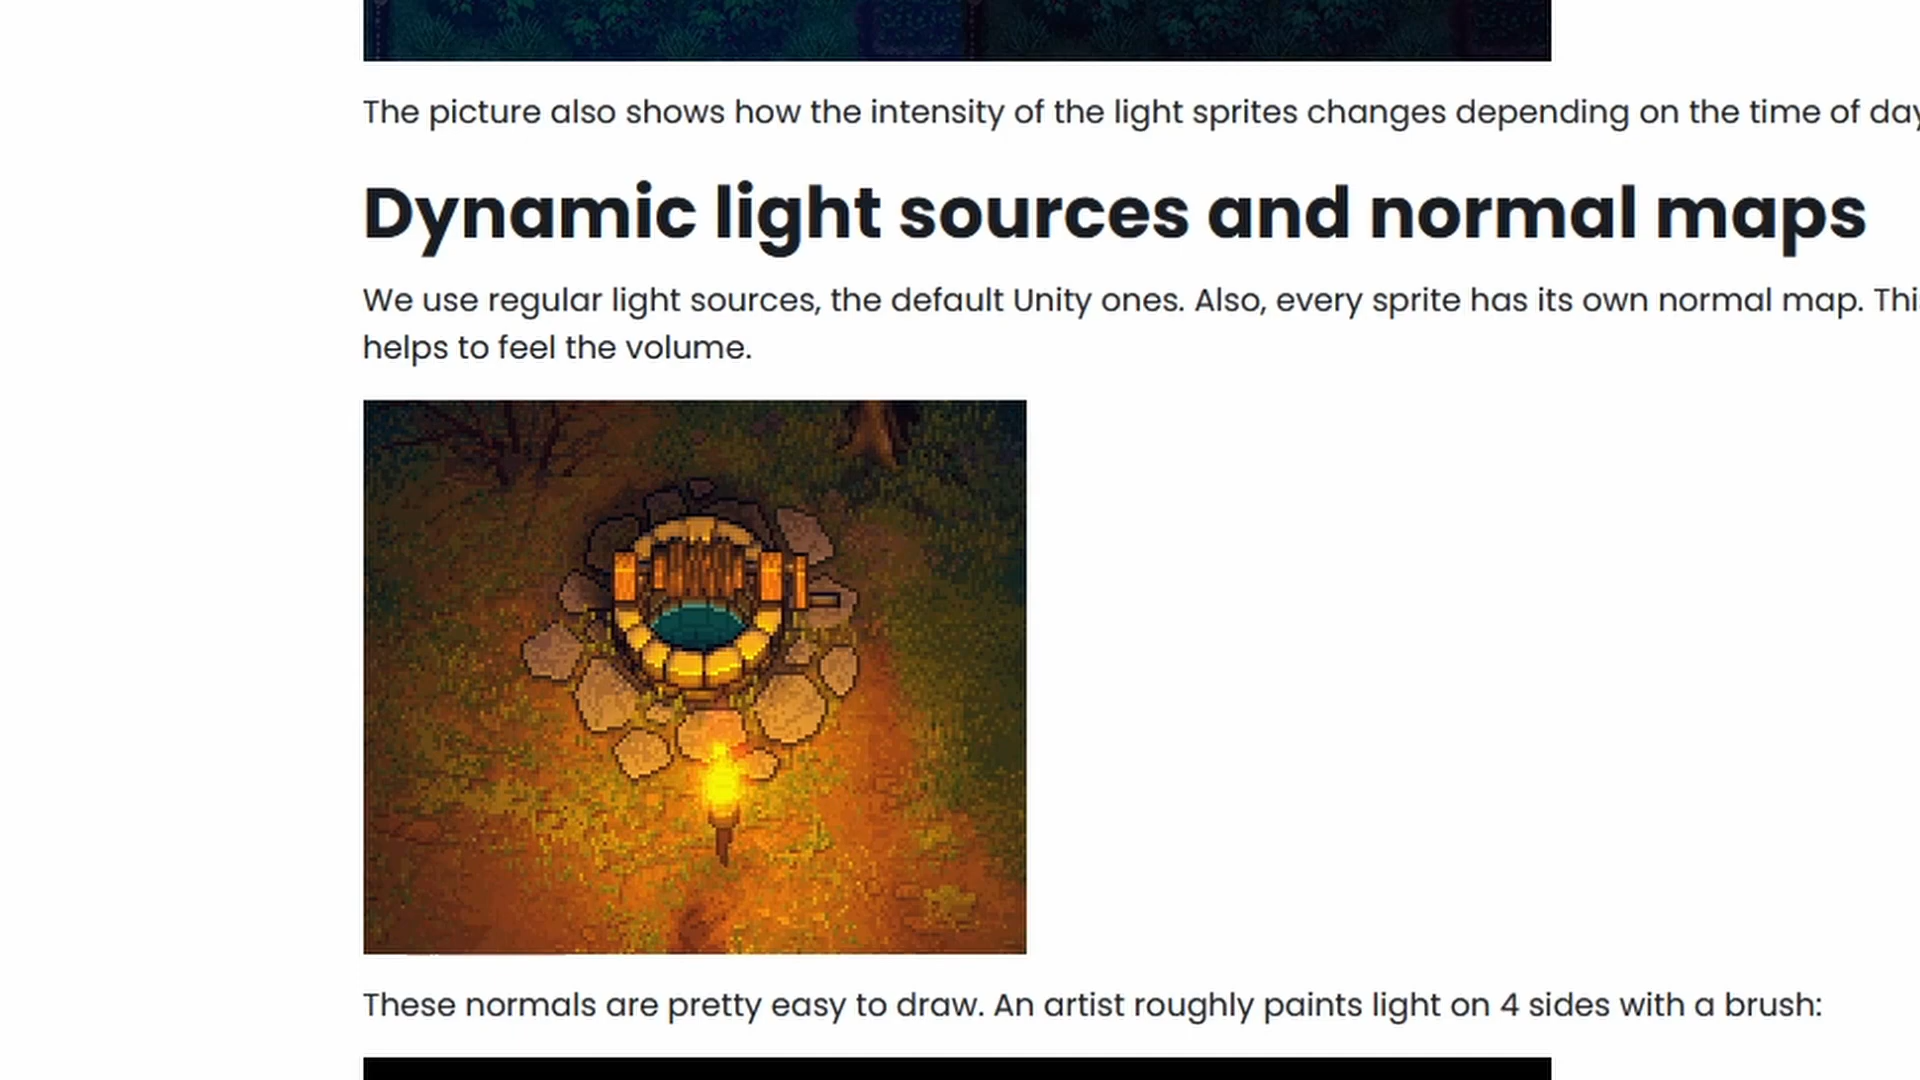 The picture also shows how the intensity of the light sprites changes depending on the time of day
Dynamic light sources and normal maps
We use regular light sources, the default Unity ones. Also, every sprite has its own normal map. This
helps to feel the volume.
These normals are pretty easy to draw. An artist roughly paints light on 4 sides with a brush: